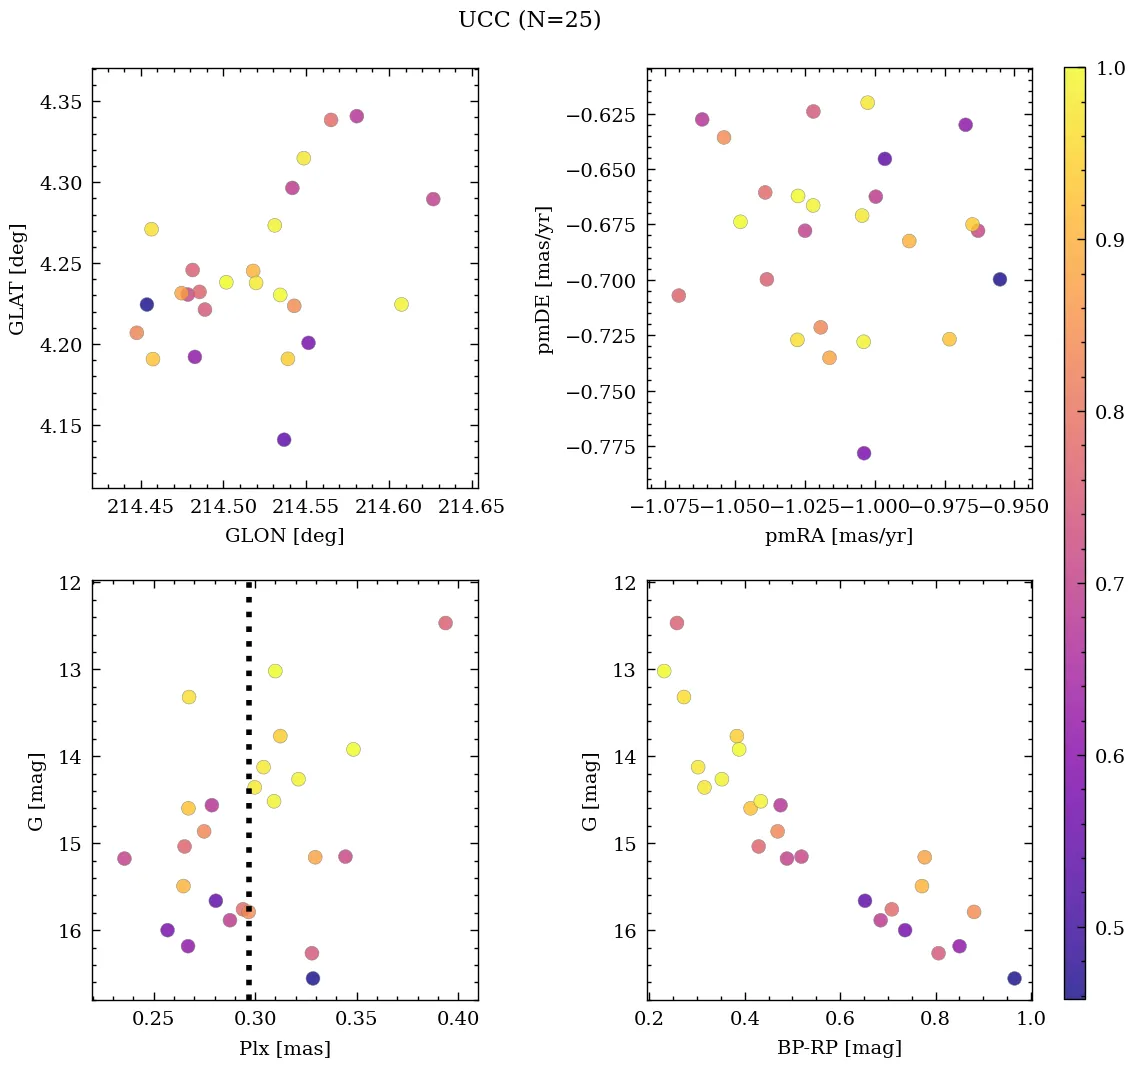 UCC (N=25)
4.35
4.30
4.25
4.20
4.15
GLAT [deg]
214.45 214.50 214.55 214.60 214.65
GLON [deg]
−0.625
−0.650
−0.675
−0.700
−0.725
−0.750
−0.775
pmDE [mas/yr]
−1.075 −1.050 −1.025 −1.000 −0.975 −0.950
pmRA [mas/yr]
12
13
14
15
16
G [mag]
0.25 0.30 0.35 0.40
Plx [mas]
12
13
14
15
16
G [mag]
0.2 0.4 0.6 0.8 1.0
BP-RP [mag]
1.0
0.9
0.8
0.7
0.6
0.5